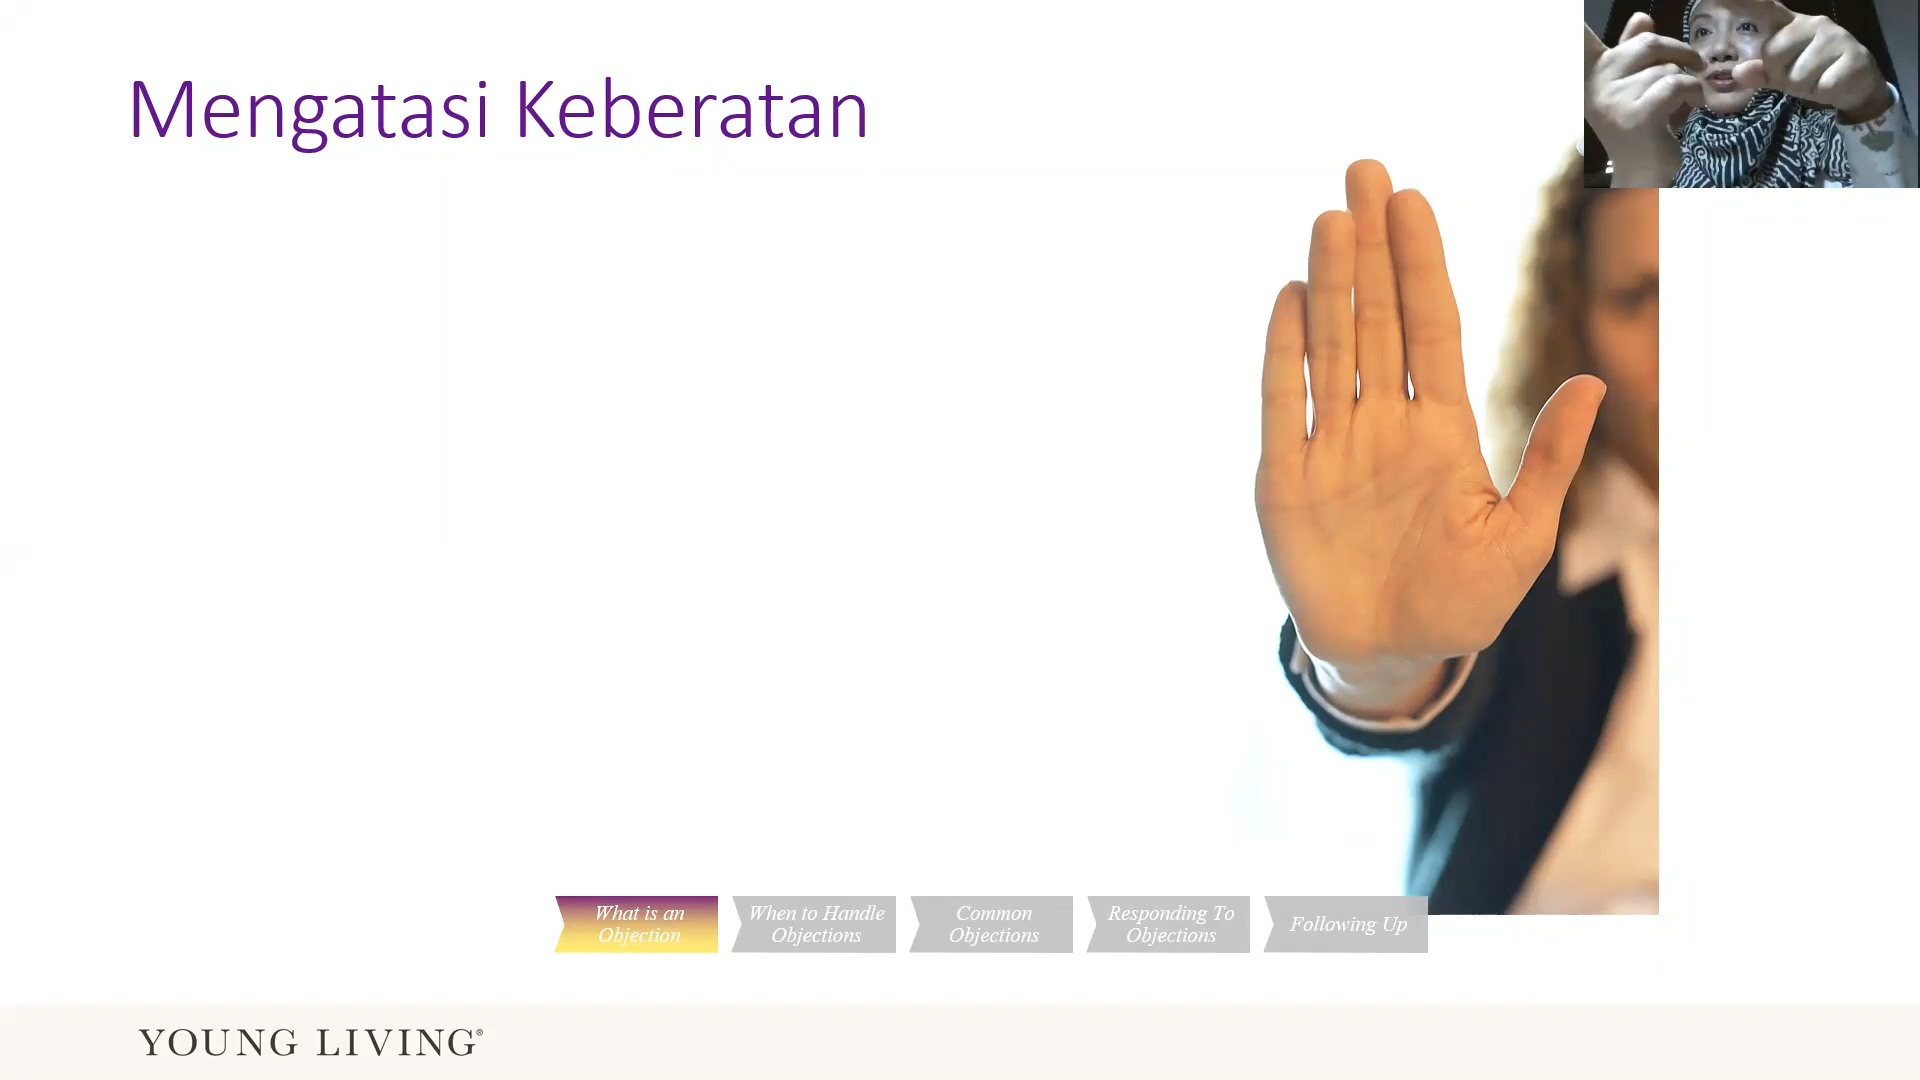 Mengatasi Keberatan
What is an
Objection
When to Handle
Objections
Common
Objections
Responding To
Objections
Following Up
YOUNG LIVING®